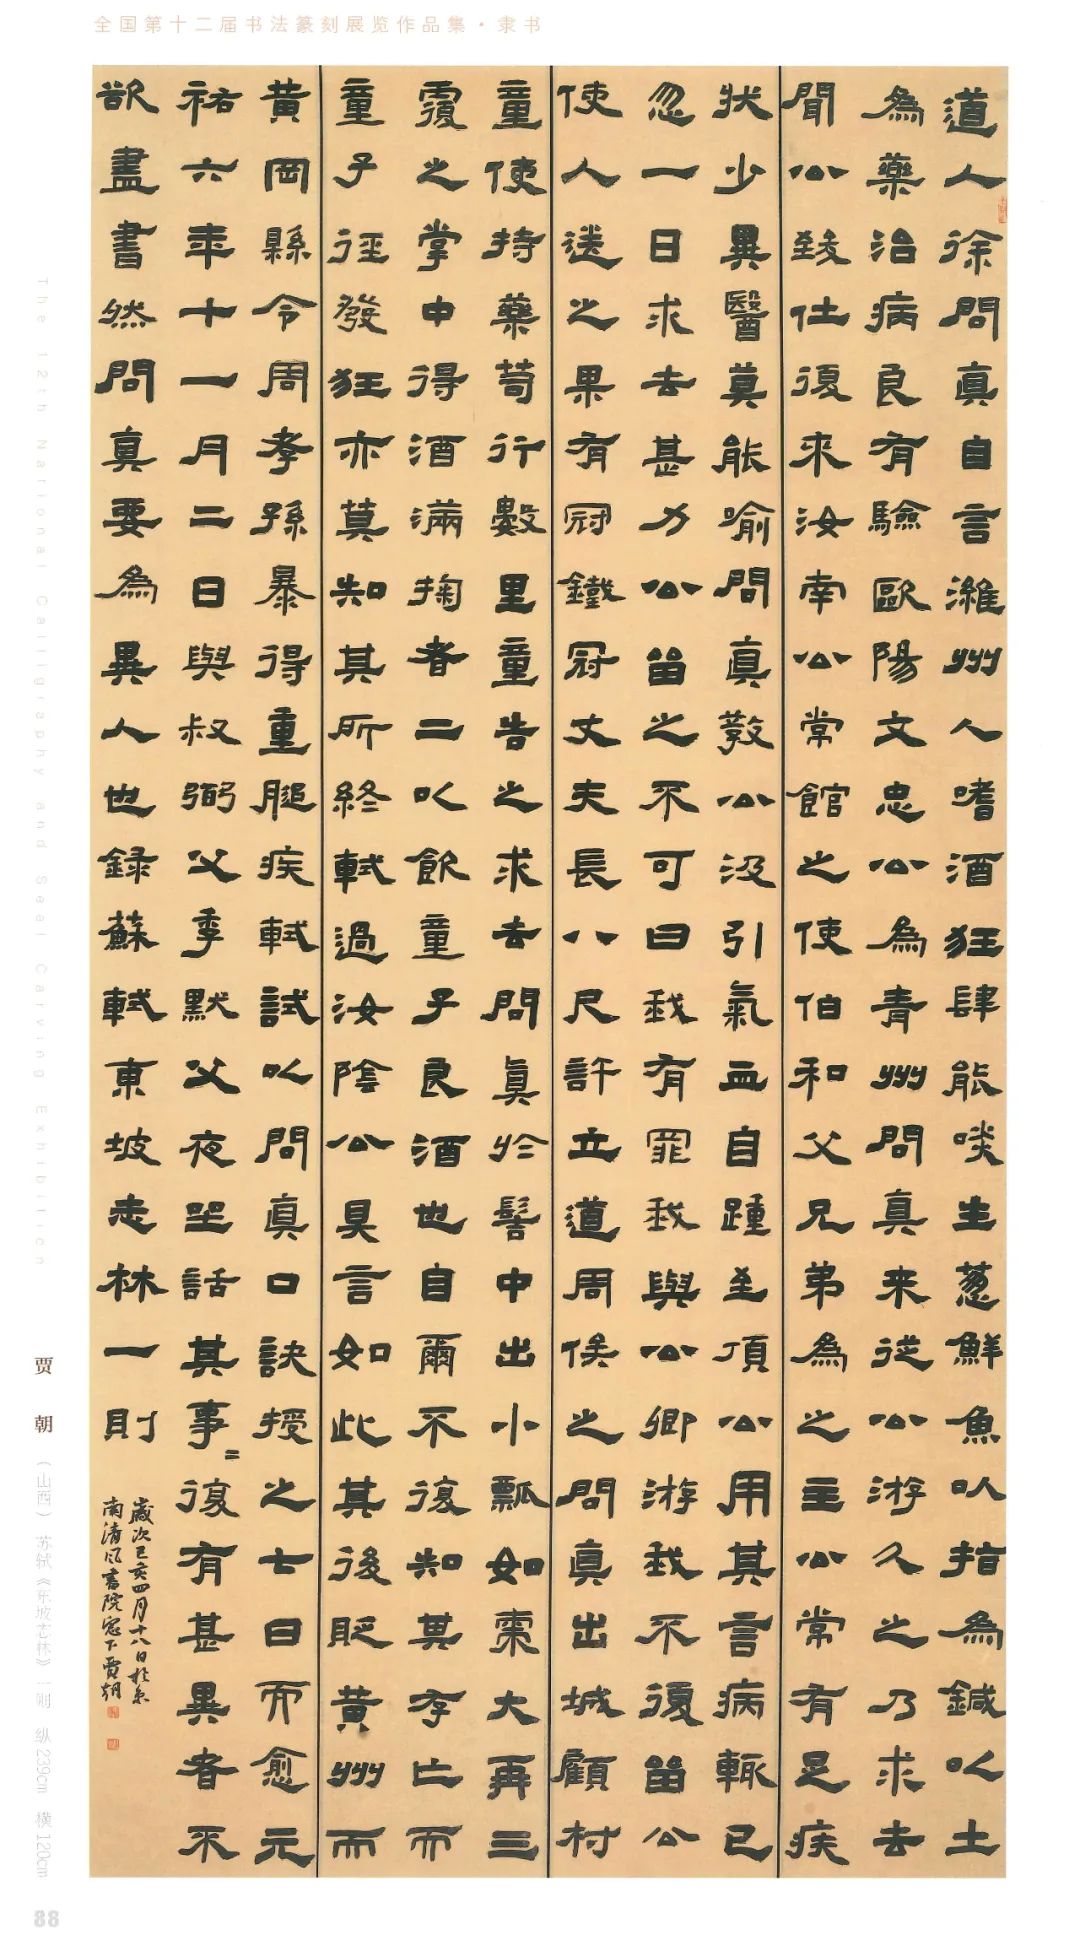 全国第十二届书法篆刻展览作品集·隶书
道人徐問真自言濰州人嗜酒狂肆能啖生葱鮮魚以指為鍼以土
為藥治病良有驗歐陽文忠公為青州問真来從公游久之乃求去
聞公致仕復来汝南公常館之使伯和父兄弟為之主公常有足疾
狀少異醫莫能喻問真教公汲引氣血自踵至頂公用其言病輒已
忽一日求去甚力公留之不可曰我有罪我與公卿游我不復留公
使人送之果有冠鐵冠丈夫長八尺許立道周俟之問真出城顧村
童使持藥笥行數里童告之求去問真於髻中出小瓢如棗大再三
覆之掌中得酒滿掬者二以飲童子良酒也自爾不復知其存亡而
童子徑發狂亦莫知其所終軾過汝陰公具言如此其後貶黄州而
黄岡縣令周孝孫暴得重膇疾軾試以問真口訣授之七日而愈元
祐六年十一月二日與叔弼父季默父夜坐話其事〻復有甚異者不
欲盡書然問真要為異人也録蘇軾東坡志林一則
歲次己亥四月十八日於
南清风書院窗下賈朝
The 12th National Calligraphy and Seal Carving Exhibition
贾 朝 （山西） 苏轼《东坡志林》一则 纵239cm 横120cm
88